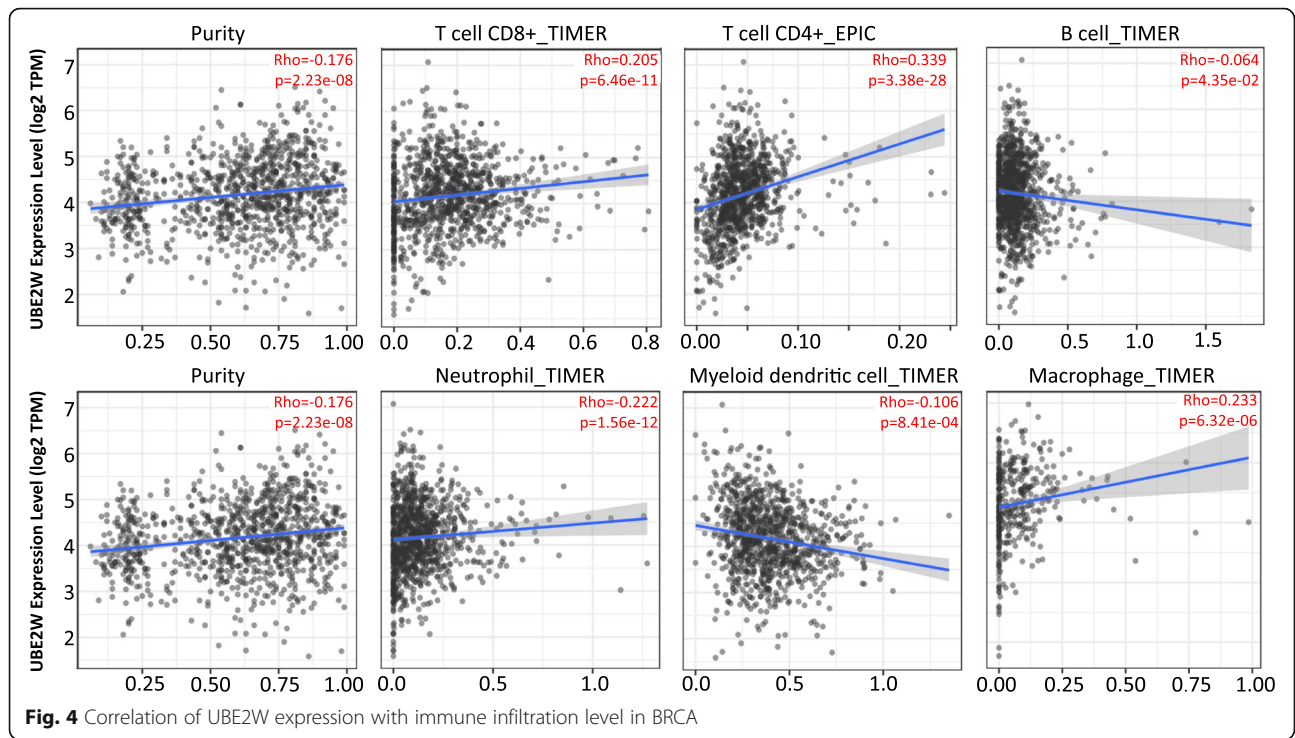 Purity
T cell CD8+_TIMER
T cell CD4+_EPIC
B cell_TIMER
UBE2W Expression Level (log2 TPM)
7
6
5
4
3
2
Rho=-0.176
p=2.23e-08
Rho=0.205
p=6.46e-11
Rho=0.339
p=3.38e-28
Rho=-0.064
p=4.35e-02
0.25 0.50 0.75 1.00
0.0 0.2 0.4 0.6 0.8
0.00 0.10 0.20
0.0 0.5 1.0 1.5
Purity
Neutrophil_TIMER
Myeloid dendritic cell_TIMER
Macrophage_TIMER
UBE2W Expression Level (log2 TPM)
7
6
5
4
3
2
Rho=-0.176
p=2.23e-08
Rho=-0.222
p=1.56e-12
Rho=-0.106
p=8.41e-04
Rho=0.233
p=6.32e-06
0.25 0.50 0.75 1.00
0.0 0.5 1.0
0.0 0.5 1.0
0.00 0.25 0.50 0.75 1.00
Fig. 4 Correlation of UBE2W expression with immune infiltration level in BRCA